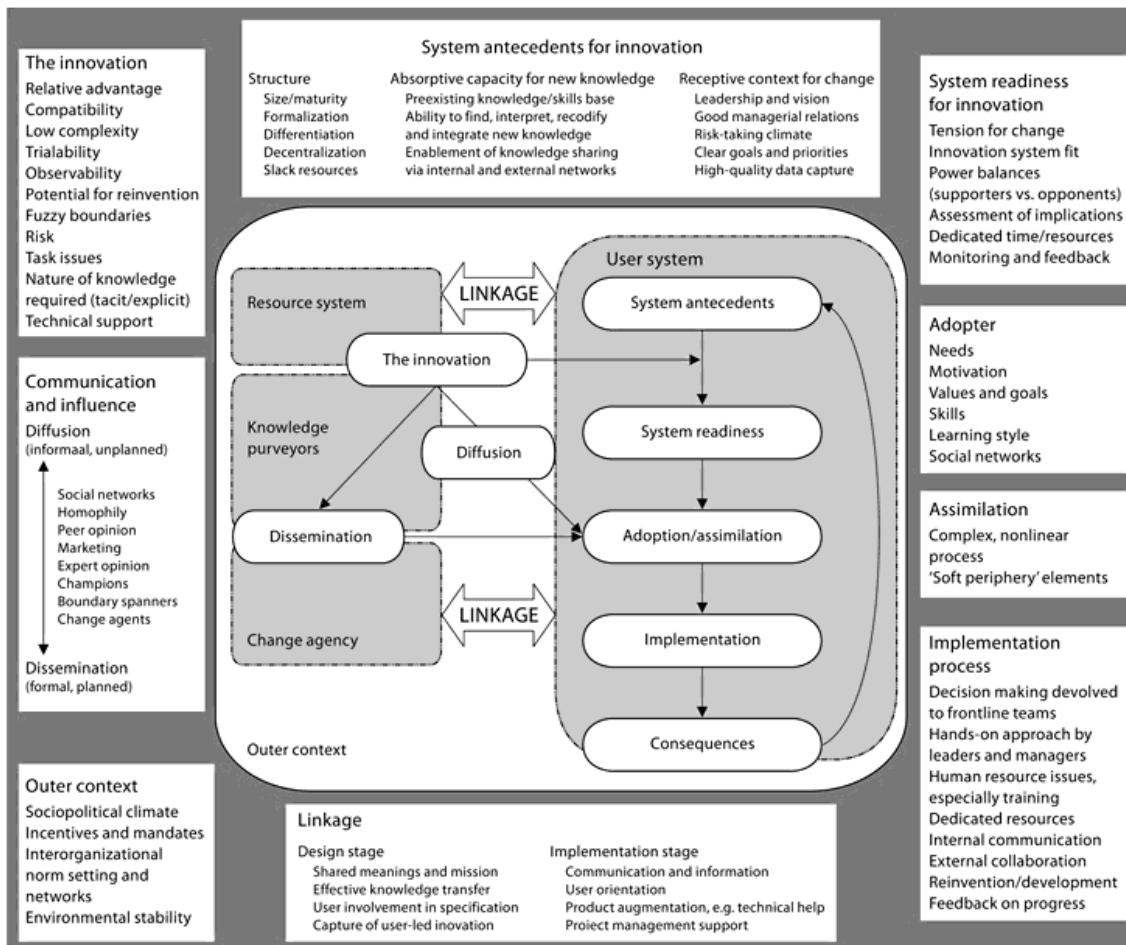 The innovation
Relative advantage
Compatibility
Low complexity
Trialability
Observability
Potential for reinvention
Fuzzy boundaries
Risk
Task issues
Nature of knowledge
required (tacit/explicit)
Technical support
System antecedents for innovation
Structure
Size/maturity
Formalization
Differentiation
Decentralization
Slack resources
Absorptive capacity for new knowledge
Preexisting knowledge/skills base
Ability to find, interpret, recodify
and integrate new knowledge
Enablement of knowledge sharing
via internal and external networks
Receptive context for change
Leadership and vision
Good managerial relations
Risk-taking climate
Clear goals and priorities
High-quality data capture
System readiness
for innovation
Tension for change
Innovation system fit
Power balances
(supporters vs. opponents)
Assessment of implications
Dedicated time/resources
Monitoring and feedback
Communication
and influence
Diffusion
(informaal, unplanned)
Social networks
Homophily
Peer opinion
Marketing
Expert opinion
Champions
Boundary spanners
Change agents
Dissemination
(formal, planned)
Resource system
LINKAGE
User system
System antecedents
The innovation
Knowledge
purveyors
Diffusion
System readiness
Dissemination
Adoption/assimilation
Change agency
LINKAGE
Implementation
Outer context
Consequences
Adopter
Needs
Motivation
Values and goals
Skills
Learning style
Social networks
Assimilation
Complex, nonlinear
process
‘Soft periphery’ elements
Implementation
process
Decision making devolved
to frontline teams
Hands-on approach by
leaders and managers
Human resource issues,
especially training
Dedicated resources
Internal communication
External collaboration
Reinvention/development
Feedback on progress
Outer context
Sociopolitical climate
Incentives and mandates
Interorganizational
norm setting and
networks
Environmental stability
Linkage
Design stage
Shared meanings and mission
Effective knowledge transfer
User involvement in specification
Capture of user-led inovation
Implementation stage
Communication and information
User orientation
Product augmentation, e.g. technical help
Project management support